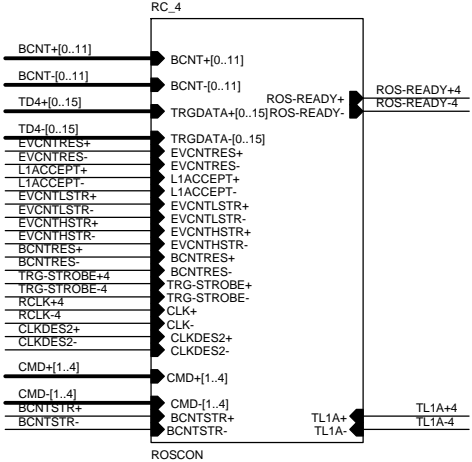 RC_4
BCNT+[0..11] BCNT+[0..11]
BCNT-[0..11] BCNT-[0..11]
ROS-READY+ ROS-READY+4
TD4+[0..15] TRGDATA+[0..15] ROS-READY- ROS-READY-4
TD4-[0..15] TRGDATA-[0..15]
EVCNTRES+ EVCNTRES+
EVCNTRES- EVCNTRES-
L1ACCEPT+ L1ACCEPT+
L1ACCEPT- L1ACCEPT-
EVCNTLSTR+ EVCNTLSTR+
EVCNTLSTR- EVCNTLSTR-
EVCNTHSTR+ EVCNTHSTR+
EVCNTHSTR- EVCNTHSTR-
BCNTRES+ BCNTRES+
BCNTRES- BCNTRES-
TRG-STROBE+4 TRG-STROBE+
TRG-STROBE-4 TRG-STROBE-
RCLK+4 CLK+
RCLK-4 CLK-
CLKDES2+ CLKDES2+
CLKDES2- CLKDES2-
CMD+[1..4] CMD+[1..4]
CMD-[1..4] CMD-[1..4]
BCNTSTR+ BCNTSTR+ TL1A+ TL1A+4
BCNTSTR- BCNTSTR- TL1A- TL1A-4
ROSCON